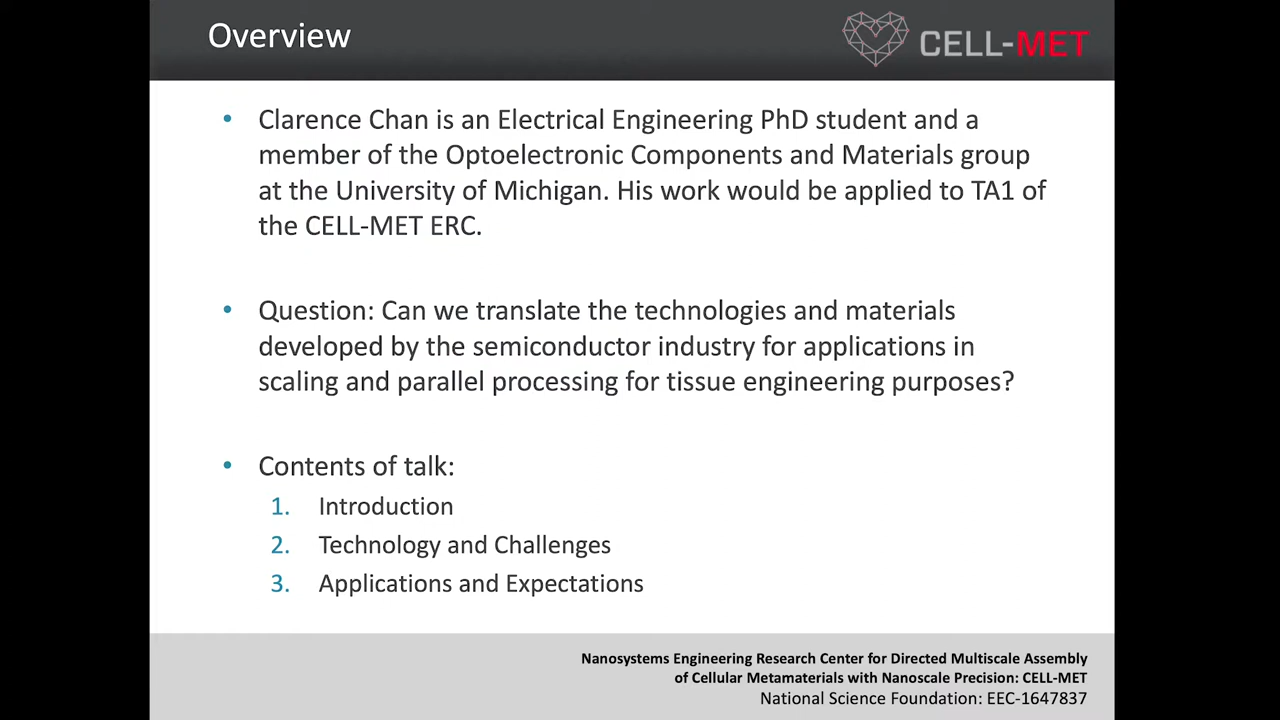 Overview
CELL-MET
• Clarence Chan is an Electrical Engineering PhD student and a
member of the Optoelectronic Components and Materials group
at the University of Michigan. His work would be applied to TA1 of
the CELL-MET ERC.
• Question: Can we translate the technologies and materials
developed by the semiconductor industry for applications in
scaling and parallel processing for tissue engineering purposes?
• Contents of talk:
1. Introduction
2. Technology and Challenges
3. Applications and Expectations
Nanosystems Engineering Research Center for Directed Multiscale Assembly
of Cellular Metamaterials with Nanoscale Precision: CELL-MET
National Science Foundation: EEC-1647837